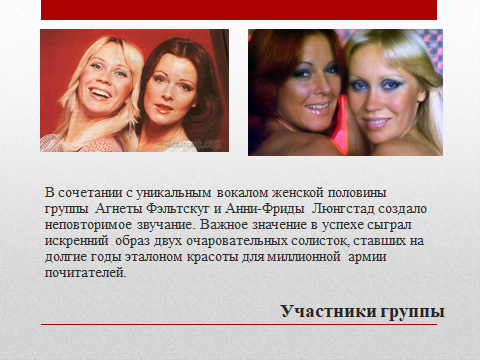 В сочетании с уникальным вокалом женской половины
группы Агнеты Фэльтскуг и Анни-Фриды Люнгстад создало
неповторимое звучание. Важное значение в успехе сыграл
искренний образ двух очаровательных солисток, ставших на
долгие годы эталоном красоты для миллионной армии
почитателей.
Участники группы